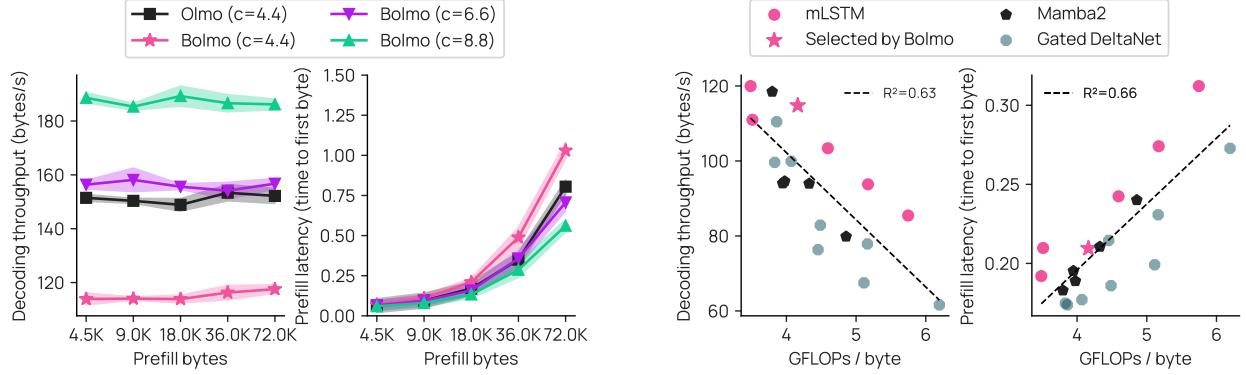 Olmo (c=4.4)
Bolmo (c=6.6)
Bolmo (c=4.4)
Bolmo (c=8.8)
Decoding throughput (bytes/s)
180
160
140
120
4.5K 9.0K 18.0K 36.0K 72.0K
Prefill bytes
Prefill latency (time to first byte)
1.50
1.25
1.00
0.75
0.50
0.25
0.00
4.5K 9.0K 18.0K 36.0K 72.0K
Prefill bytes
mLSTM
Mamba2
Selected by Bolmo
Gated DeltaNet
Decoding throughput (bytes/s)
120
100
80
60
R²=0.63
4 5 6
GFLOPs / byte
Prefill latency (time to first byte)
0.30
0.25
0.20
R²=0.66
4 5 6
GFLOPs / byte